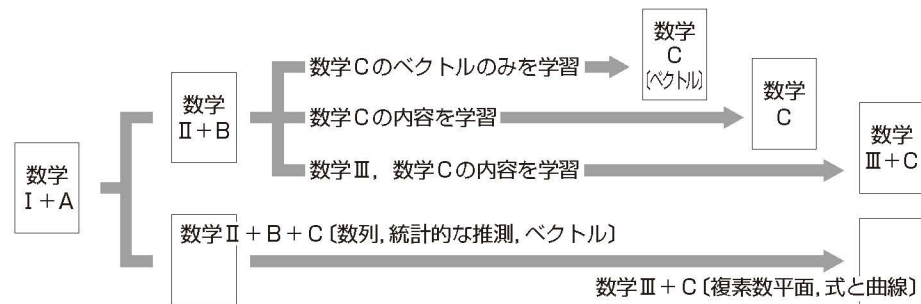 数学
Ⅰ+A
数学
Ⅱ+B
数学Cのベクトルのみを学習
数学
C
〔ベクトル〕
数学Cの内容を学習
数学
C
数学Ⅲ,数学Cの内容を学習
数学
Ⅲ+C
数学Ⅱ+B+C〔数列,統計的な推測,ベクトル〕
数学Ⅲ+C〔複素数平面,式と曲線〕